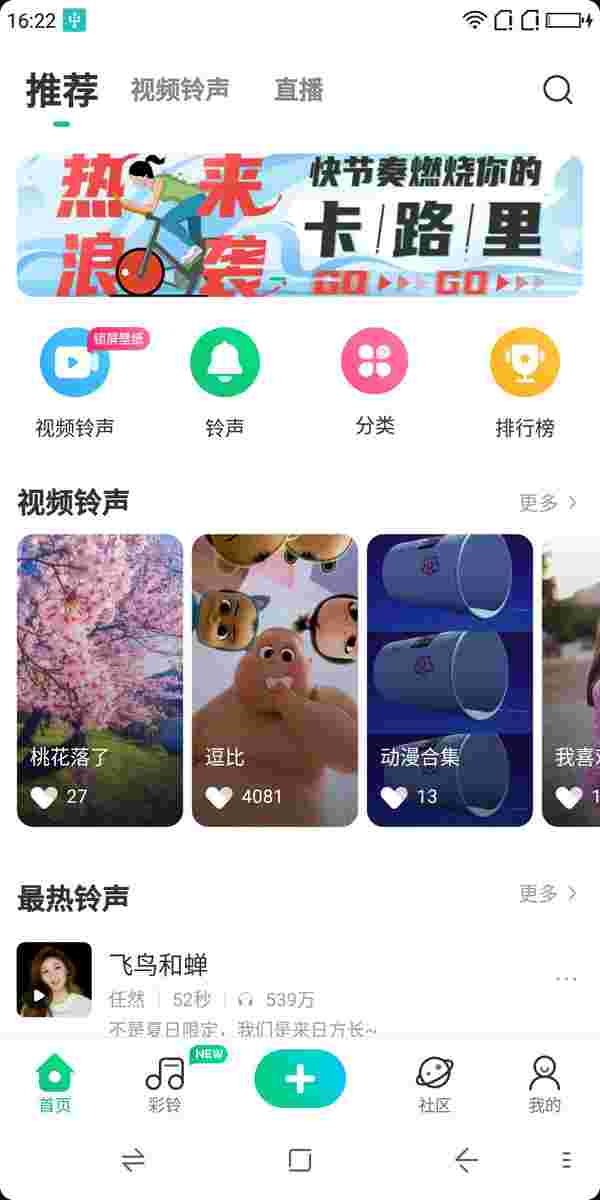 16:22
推荐
视频铃声
直播
热来
浪袭
快节奏燃烧你的
卡路里
GO GO
锁屏壁纸
视频铃声
铃声
分类
排行榜
视频铃声
更多
桃花落了
27
逗比
4081
动漫合集
13
我喜
1
最热铃声
更多
飞鸟和蝉
任然 52秒 539万
不是夏日限定，我们是来日方长~
首页
NEW
彩铃
社区
我的